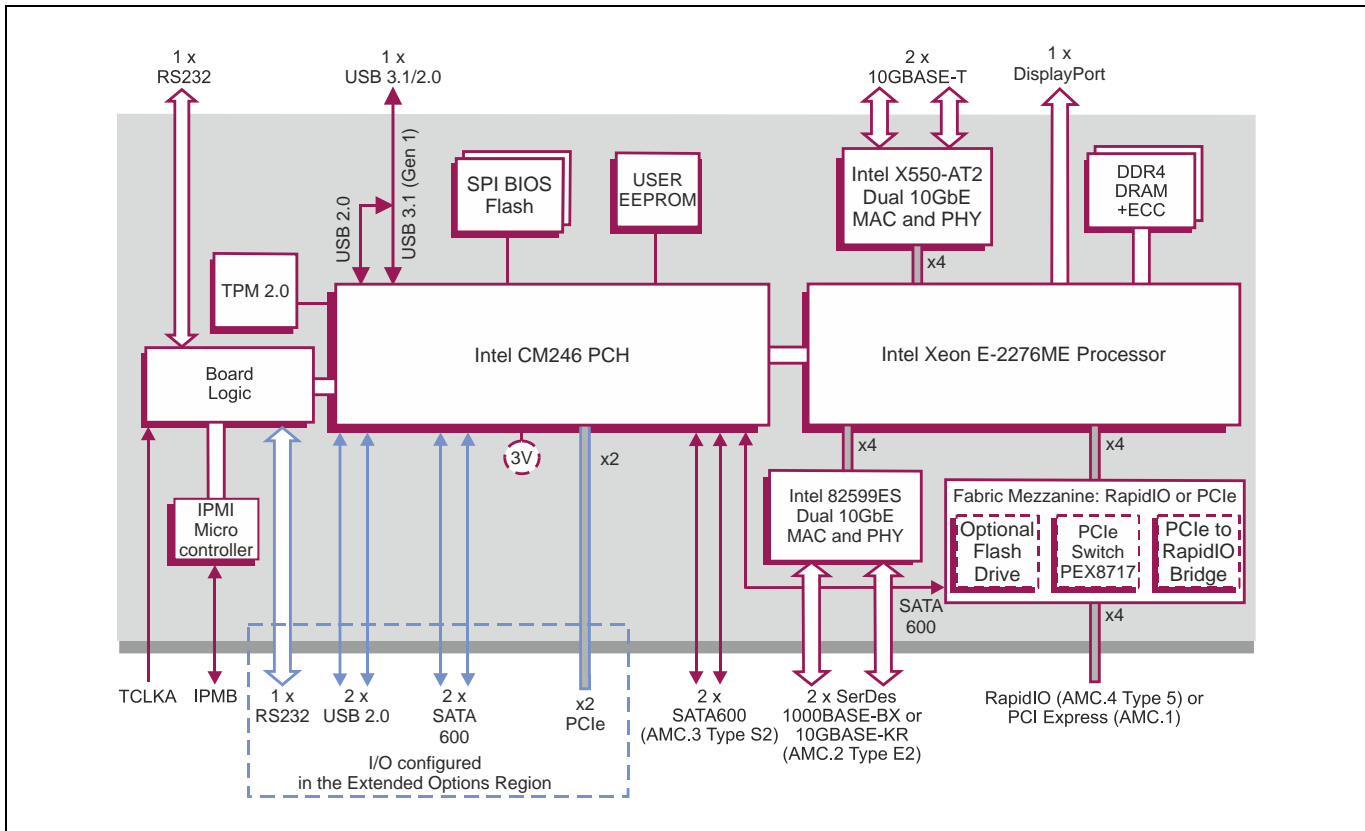 1 x
RS232
1 x
USB 3.1/2.0
2 x
10GBASE-T
1 x
DisplayPort
USB 2.0
USB 3.1 (Gen 1)
SPI BIOS
Flash
USER
EEPROM
Intel X550-AT2
Dual 10GbE
MAC and PHY
DDR4
DRAM
+ECC
x4
TPM 2.0
Intel CM246 PCH
Intel Xeon E-2276ME Processor
Board
Logic
3V
x2
x4
x4
IPMI
Micro
controller
Intel 82599ES
Dual 10GbE
MAC and PHY
Fabric Mezzanine: RapidIO or PCIe
Optional
Flash
Drive
PCIe
Switch
PEX8717
PCIe to
RapidIO
Bridge
SATA
600
x4
TCLKA
IPMB
1 x
RS232
2 x
USB 2.0
2 x
SATA
600
x2
PCIe
I/O configured
in the Extended Options Region
2 x
SATA600
(AMC.3 Type S2)
2 x SerDes
1000BASE-BX or
10GBASE-KR
(AMC.2 Type E2)
RapidIO (AMC.4 Type 5) or
PCI Express (AMC.1)